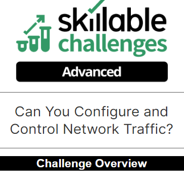 skillable
challenges
Advanced
Can You Configure and
Control Network Traffic?
Challenge Overview